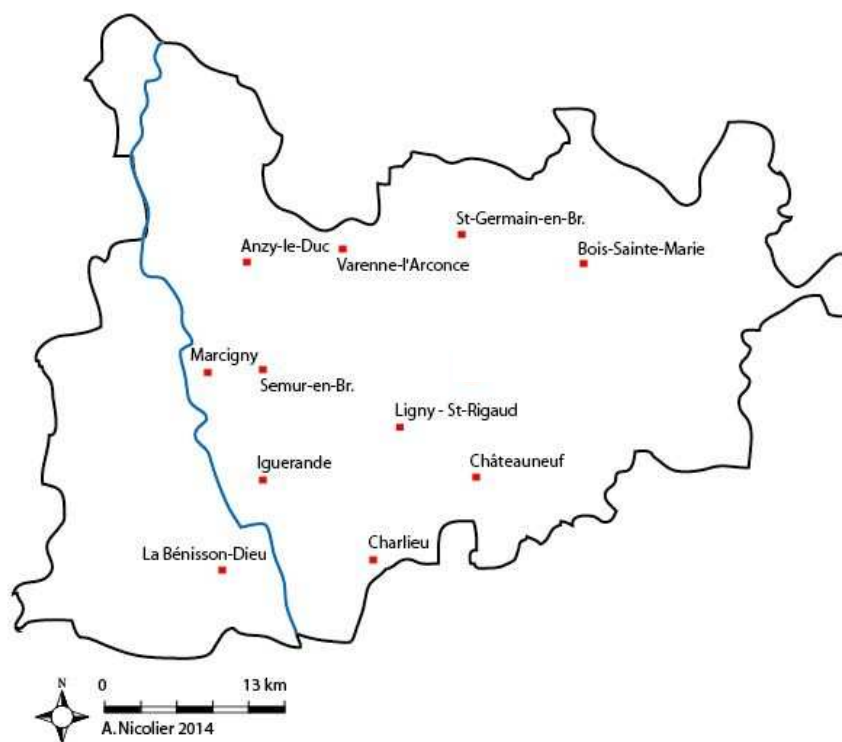 St-Germain-en-Br.
Anzy-le-Duc
Varenne-l'Arconce
Bois-Sainte-Marie
Marcigny
Semur-en-Br.
Ligny - St-Rigaud
Iguerande
Châteauneuf
La Bénisson-Dieu
Charlieu
N
0 13 km
A. Nicolier 2014